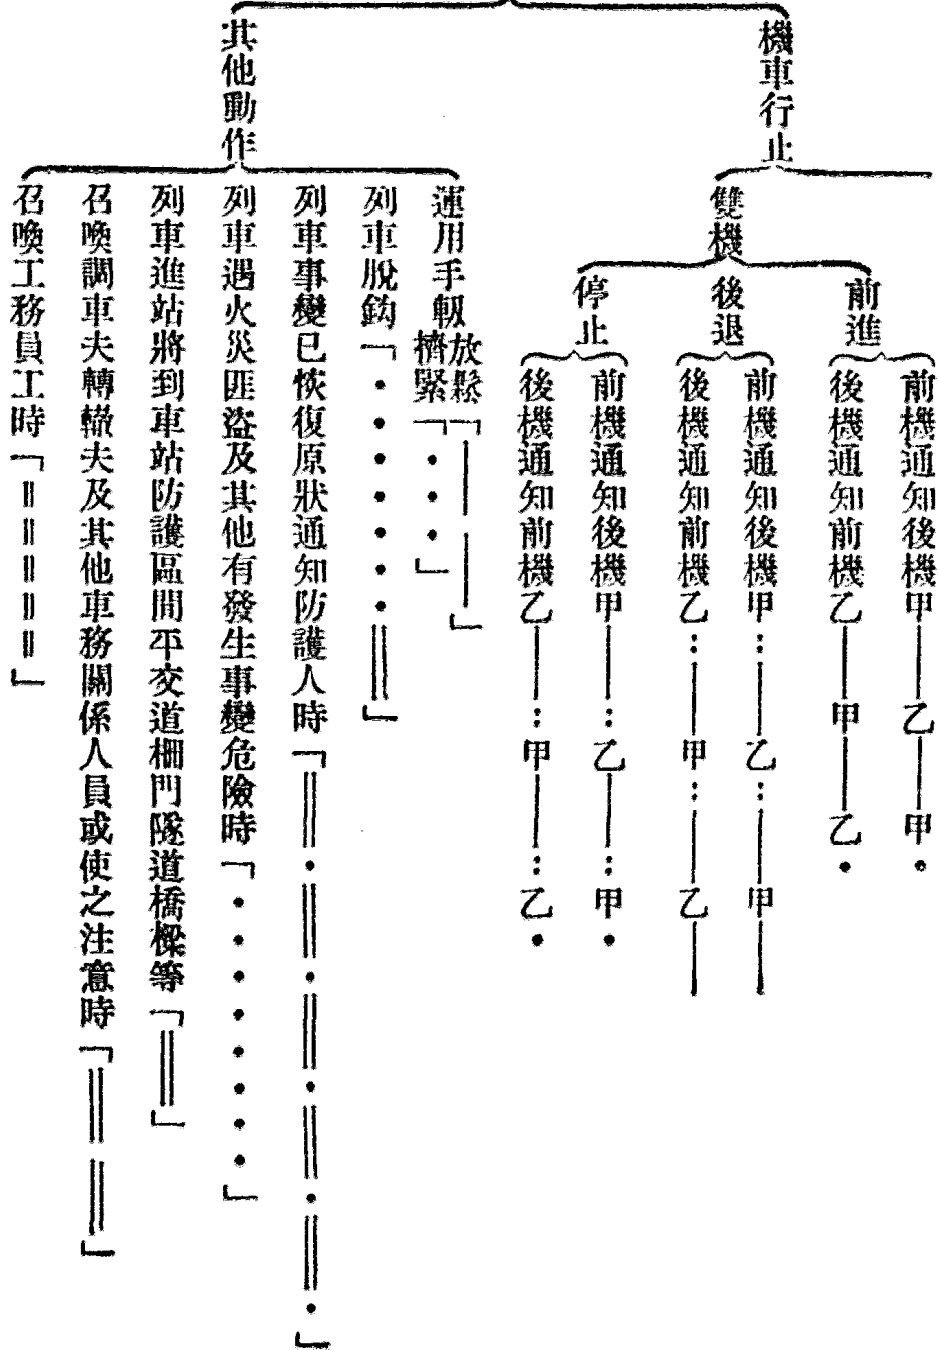 機車行止
雙機
前進
前機通知後機甲——乙——甲·
後機通知前機乙——甲——乙·
後退
前機通知後機甲：——乙：——甲——
後機通知前機乙：——甲：——乙——
停止
前機通知後機甲——：乙——：甲·
後機通知前機乙——：甲——：乙·
其他動作
運用手軔
放鬆「—— ——」
擠緊「···」
列車脫鈎「·······＝」
列車事變已恢復原狀通知防護人時「＝·＝·＝·＝·＝·」
列車遇火災匪盜及其他有發生事變危險時「········」
列車進站將到車站防護區間平交道柵門隧道橋樑等「＝」
召喚調車夫轉轍夫及其他車務關係人員或使之注意時「＝ ＝」
召喚工務員工時「= = = = =」